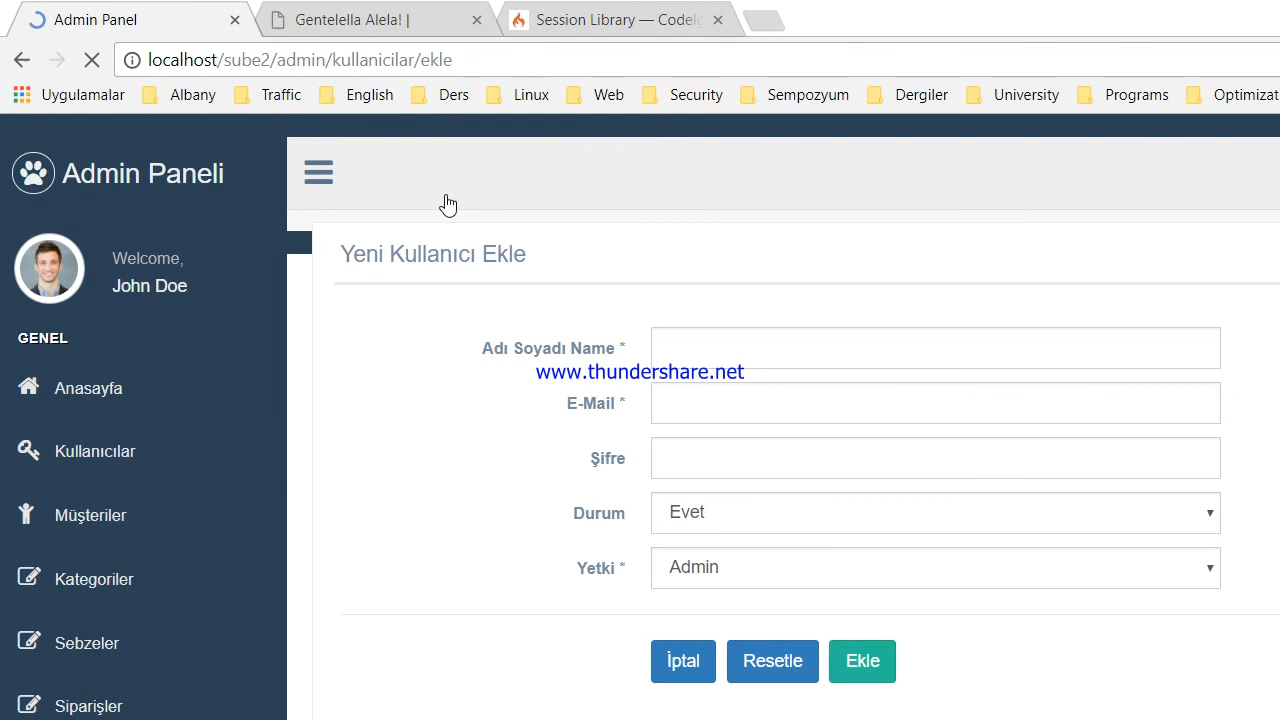 Admin Panel
Gentelella Alela! |
Session Library — CodeIg
localhost/sube2/admin/kullanicilar/ekle
Uygulamalar Albany Traffic English Ders Linux Web Security Sempozyum Dergiler University Programs Optimizat
Admin Paneli
Welcome,
John Doe
GENEL
Anasayfa
Kullanıcılar
Müşteriler
Kategoriler
Sebzeler
Siparişler
Yeni Kullanıcı Ekle
Adı Soyadı Name *
www.thundershare.net
E-Mail *
Şifre
Durum Evet
Yetki * Admin
İptal Resetle Ekle